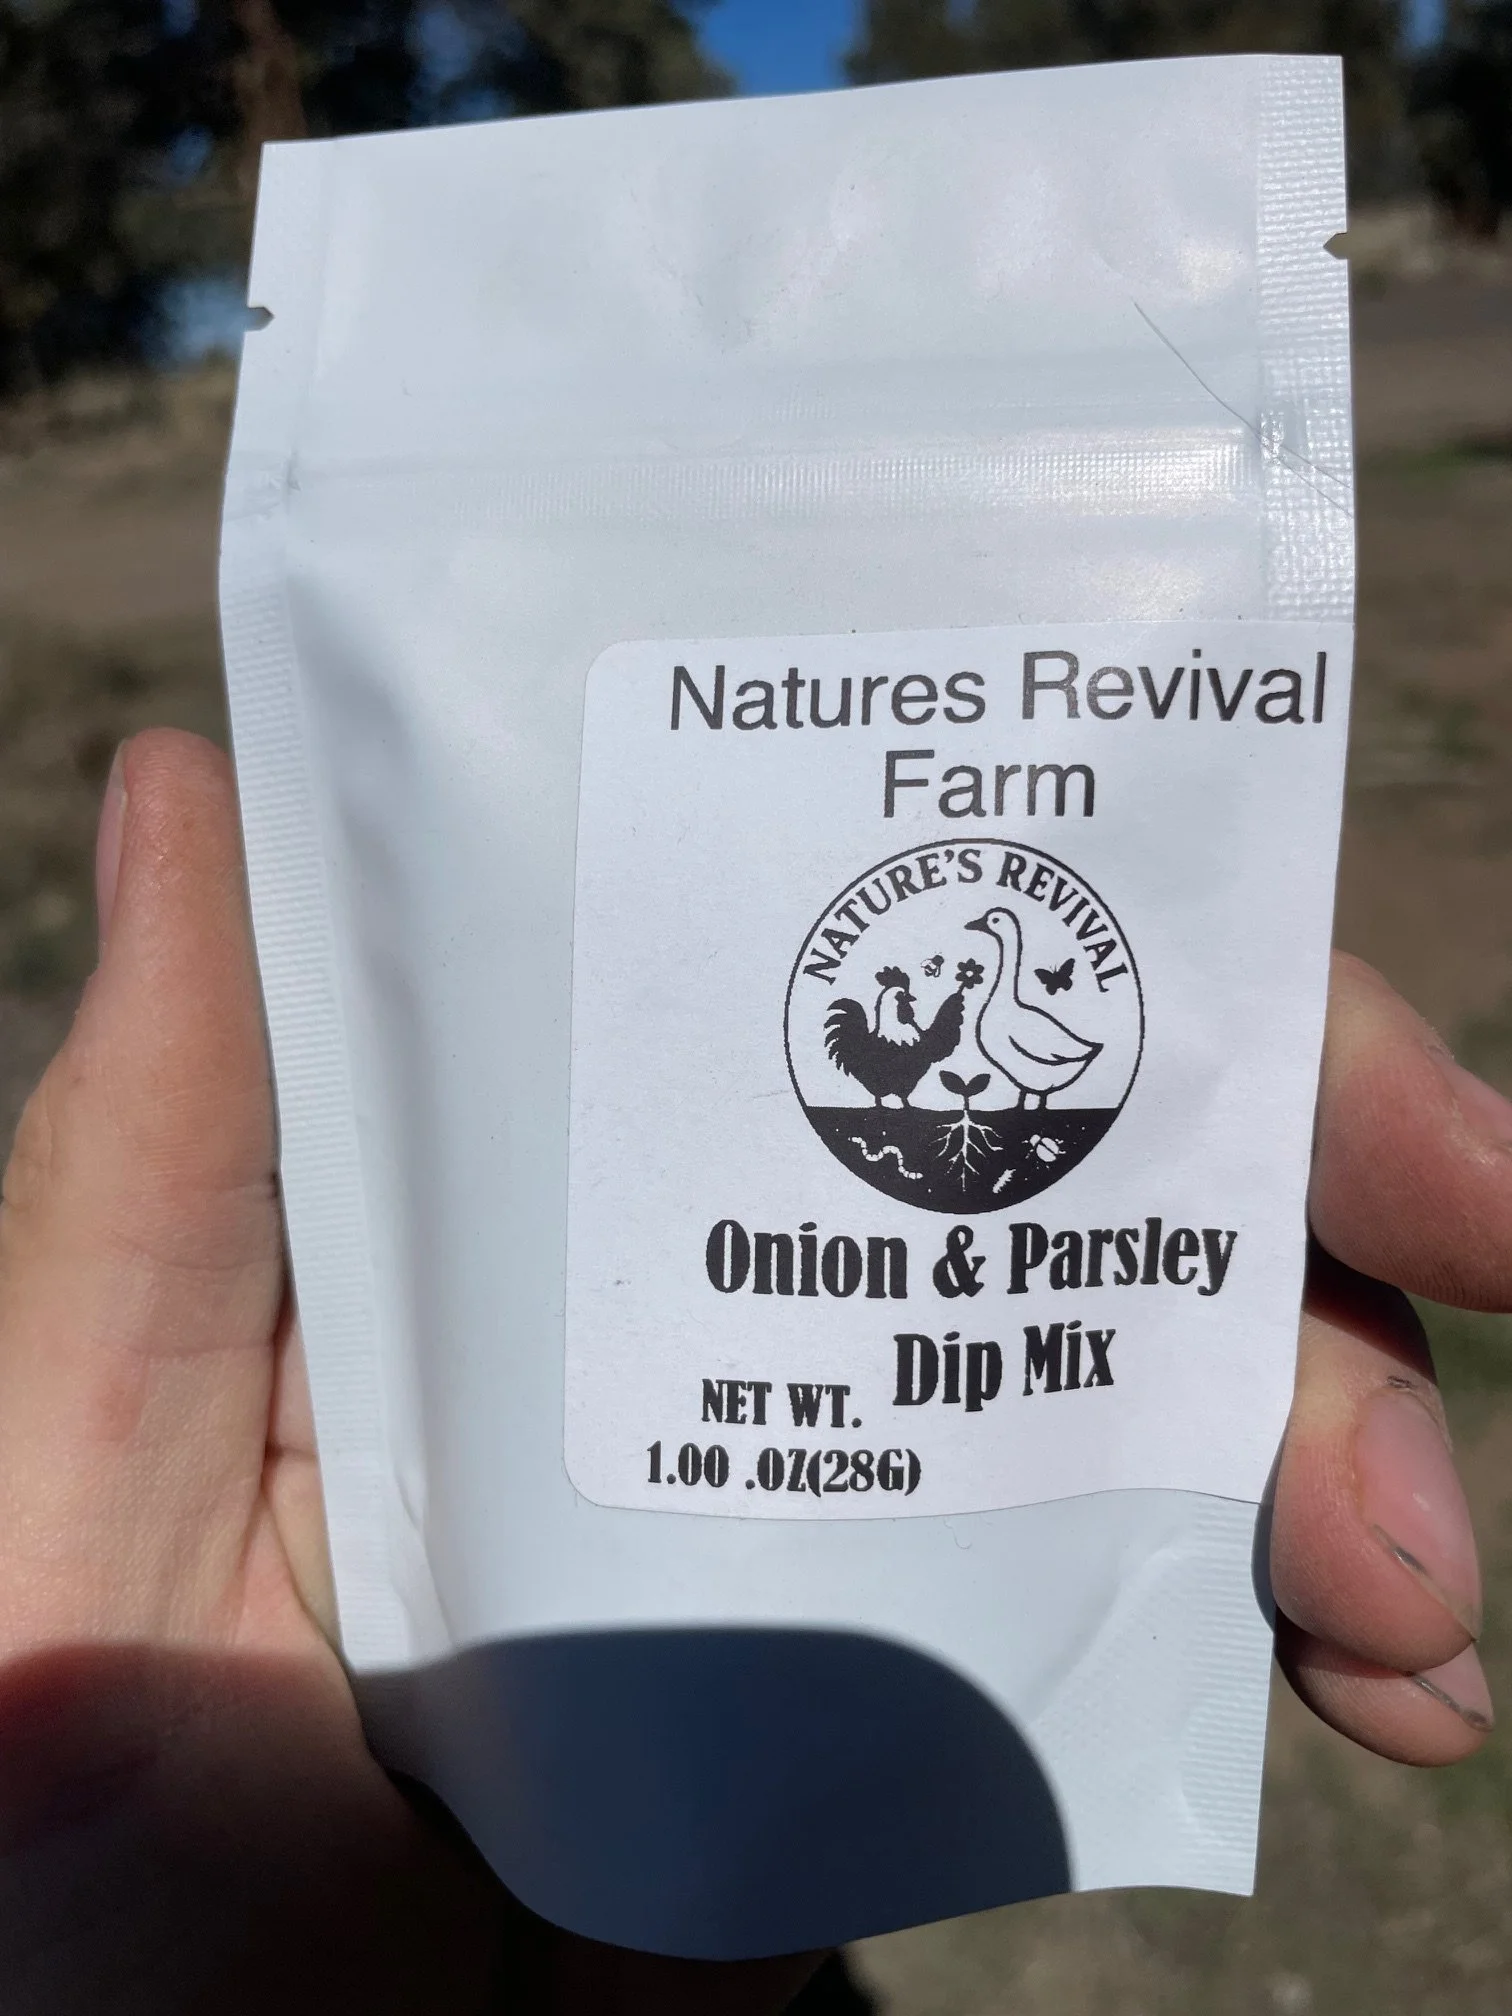 Natures Revival
Farm
NATURE'S REVIVAL
Onion & Parsley
Dip Mix
NET WT.
1.00 .OZ(28G)